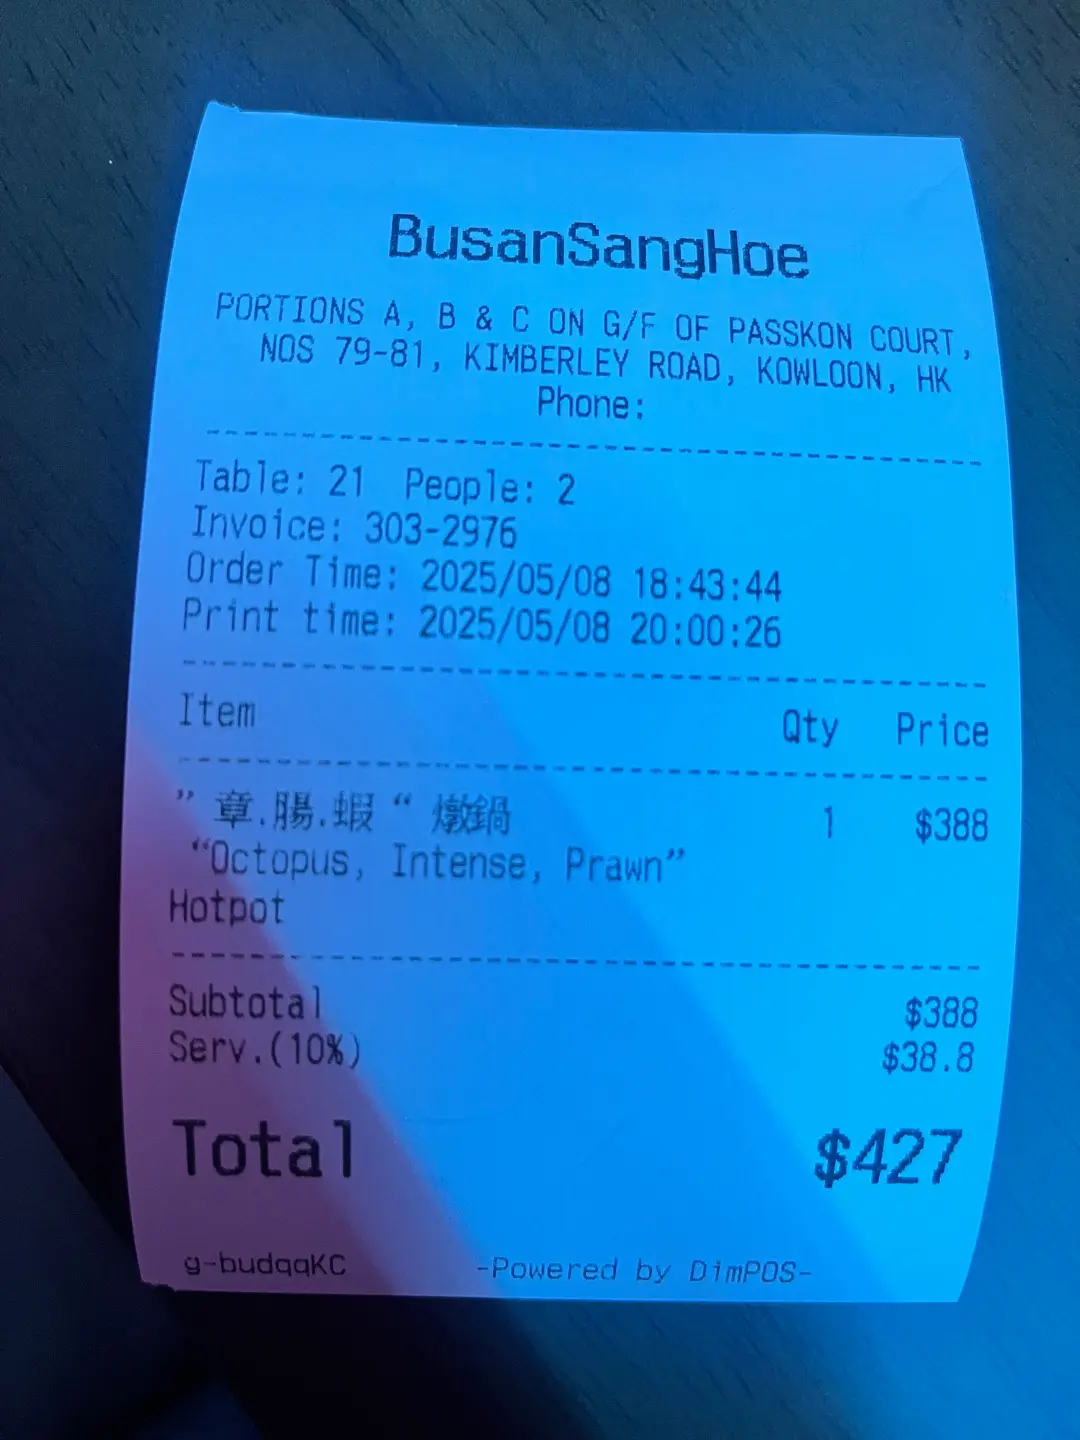 BusanSangHoe
PORTIONS A, B & C ON G/F OF PASSKON COURT,
NOS 79-81, KIMBERLEY ROAD, KOWLOON, HK
Phone:
Table: 21 People: 2
Invoice: 303-2976
Order Time: 2025/05/08 18:43:44
Print time: 2025/05/08 20:00:26
Item Qty Price
” 章.腸.蝦 “ 燉鍋 1 $388
“Octopus, Intense, Prawn”
Hotpot
Subtotal $388
Serv.(10%) $38.8
Total $427
g-budqqKC -Powered by DimPOS-